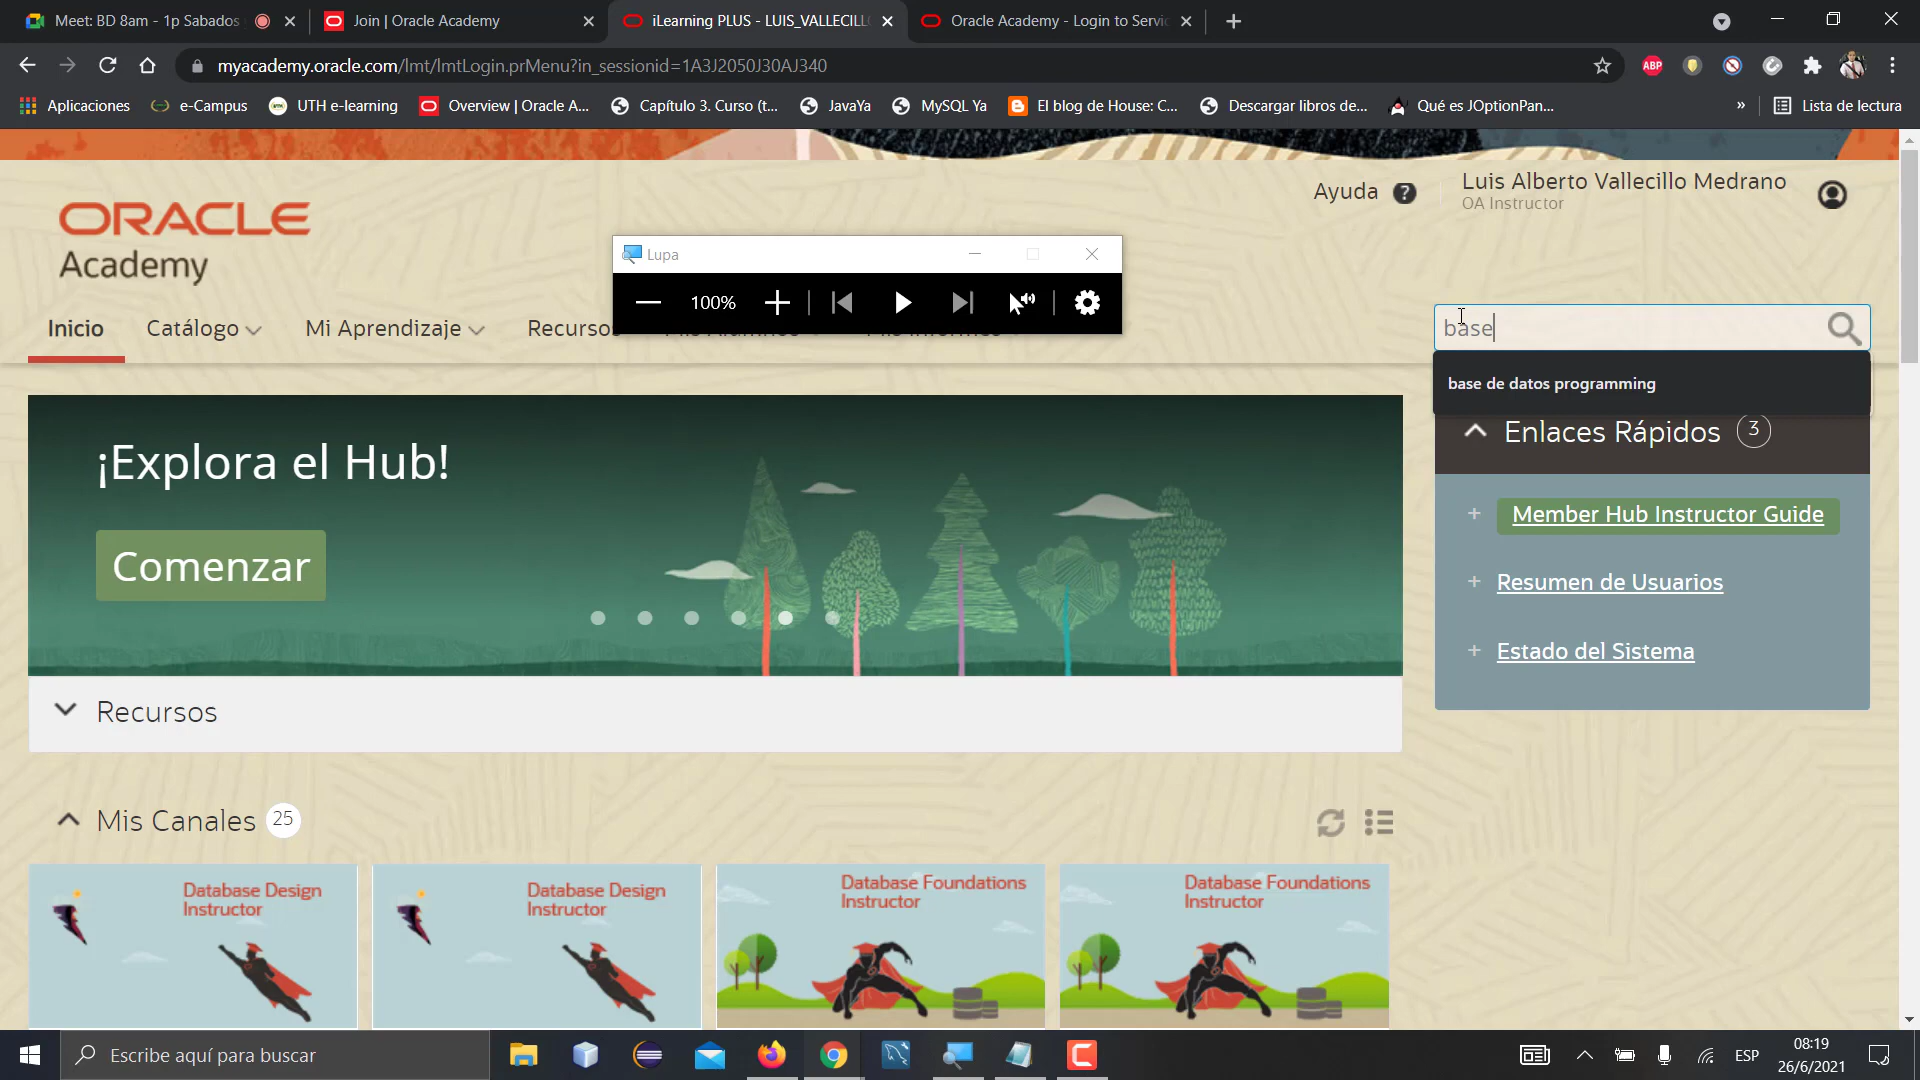 Meet: BD 8am - 1p Sabados
Join | Oracle Academy
iLearning PLUS - LUIS_VALLECILL
Oracle Academy - Login to Servic
myacademy.oracle.com/lmt/lmtLogin.prMenu?in_sessionid=1A3J2050J30AJ340
ABP
Aplicaciones
e-Campus
UTH e-learning
Overview | Oracle A...
Capítulo 3. Curso (t...
JavaYa
MySQL Ya
El blog de House: C...
Descargar libros de...
Qué es JOptionPan...
»
Lista de lectura
ORACLE
Academy
Ayuda ?
Luis Alberto Vallecillo Medrano
OA Instructor
Lupa
100%
Inicio
Catálogo
Mi Aprendizaje
Recursos
base
base de datos programming
¡Explora el Hub!
Comenzar
Enlaces Rápidos 3
+ Member Hub Instructor Guide
+ Resumen de Usuarios
+ Estado del Sistema
Recursos
Mis Canales 25
Database Design
Instructor
Database Design
Instructor
Database Foundations
Instructor
Database Foundations
Instructor
Escribe aquí para buscar
ESP
08:19
26/6/2021